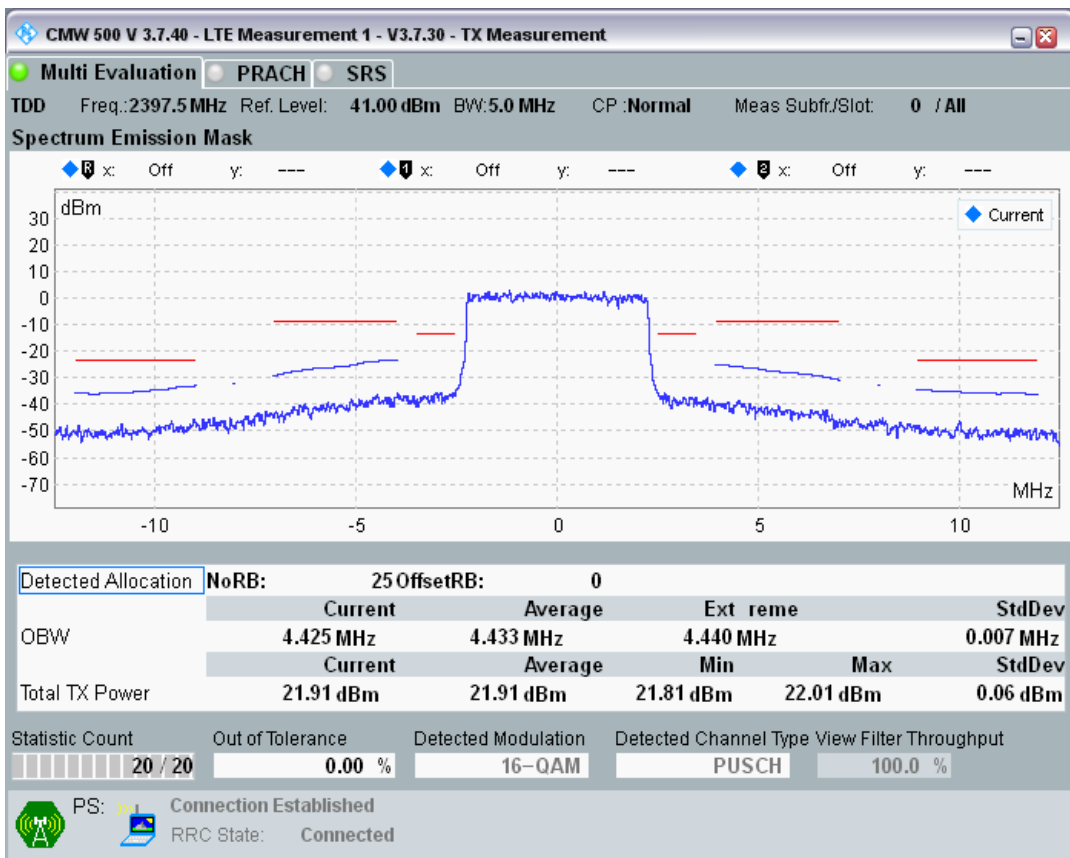 CMW 500 V 3.7.40 - LTE Measurement 1 - V3.7.30 - TX Measurement
Multi Evaluation PRACH SRS
TDD Freq.:2397.5 MHz Ref. Level: 41.00 dBm BW:5.0 MHz CP :Normal Meas Subfr./Slot: 0 / All
Spectrum Emission Mask
R x: Off y: --- 1 x: Off y: --- 2 x: Off y: ---
dBm
Current
30
20
10
0
-10
-20
-30
-40
-50
-60
-70
MHz
-10 -5 0 5 10
Detected Allocation NoRB: 25 OffsetRB: 0
Current Average Ext reme StdDev
OBW 4.425 MHz 4.433 MHz 4.440 MHz 0.007 MHz
Current Average Min Max StdDev
Total TX Power 21.91 dBm 21.91 dBm 21.81 dBm 22.01 dBm 0.06 dBm
Statistic Count Out of Tolerance Detected Modulation Detected Channel Type View Filter Throughput
20 / 20 0.00 % 16-QAM PUSCH 100.0 %
PS: Connection Established
RRC State: Connected